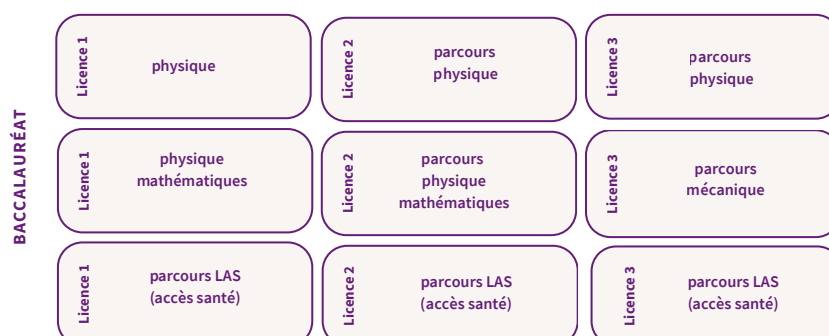 BACCALAURÉAT
Licence 1
physique
Licence 2
parcours
physique
Licence 3
parcours
physique
Licence 1
physique
mathématiques
Licence 2
parcours
physique
mathématiques
Licence 3
parcours
mécanique
Licence 1
parcours LAS
(accès santé)
Licence 2
parcours LAS
(accès santé)
Licence 3
parcours LAS
(accès santé)